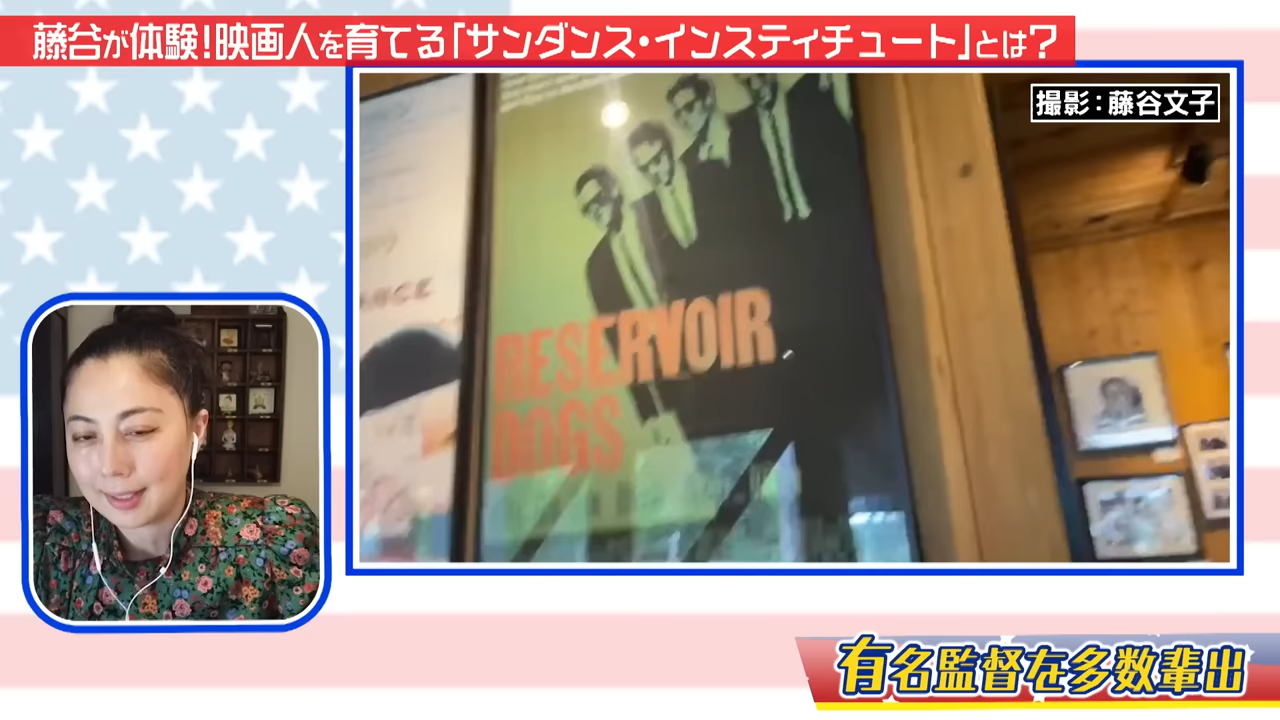 藤谷が体験!映画人を育てる「サンダンス・インスティチュート」とは?
撮影:藤谷文子
RESERVOIR
DOGS
有名監督を多数輩出